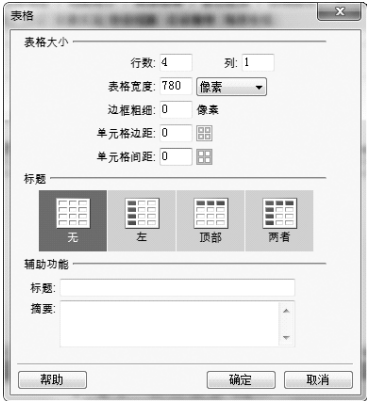 表格
表格大小
行数: 4 列: 1
表格宽度: 780 像素
边框粗细: 0 像素
单元格边距: 0
单元格间距: 0
标题
无 左 顶部 两者
辅助功能
标题:
摘要:
帮助 确定 取消